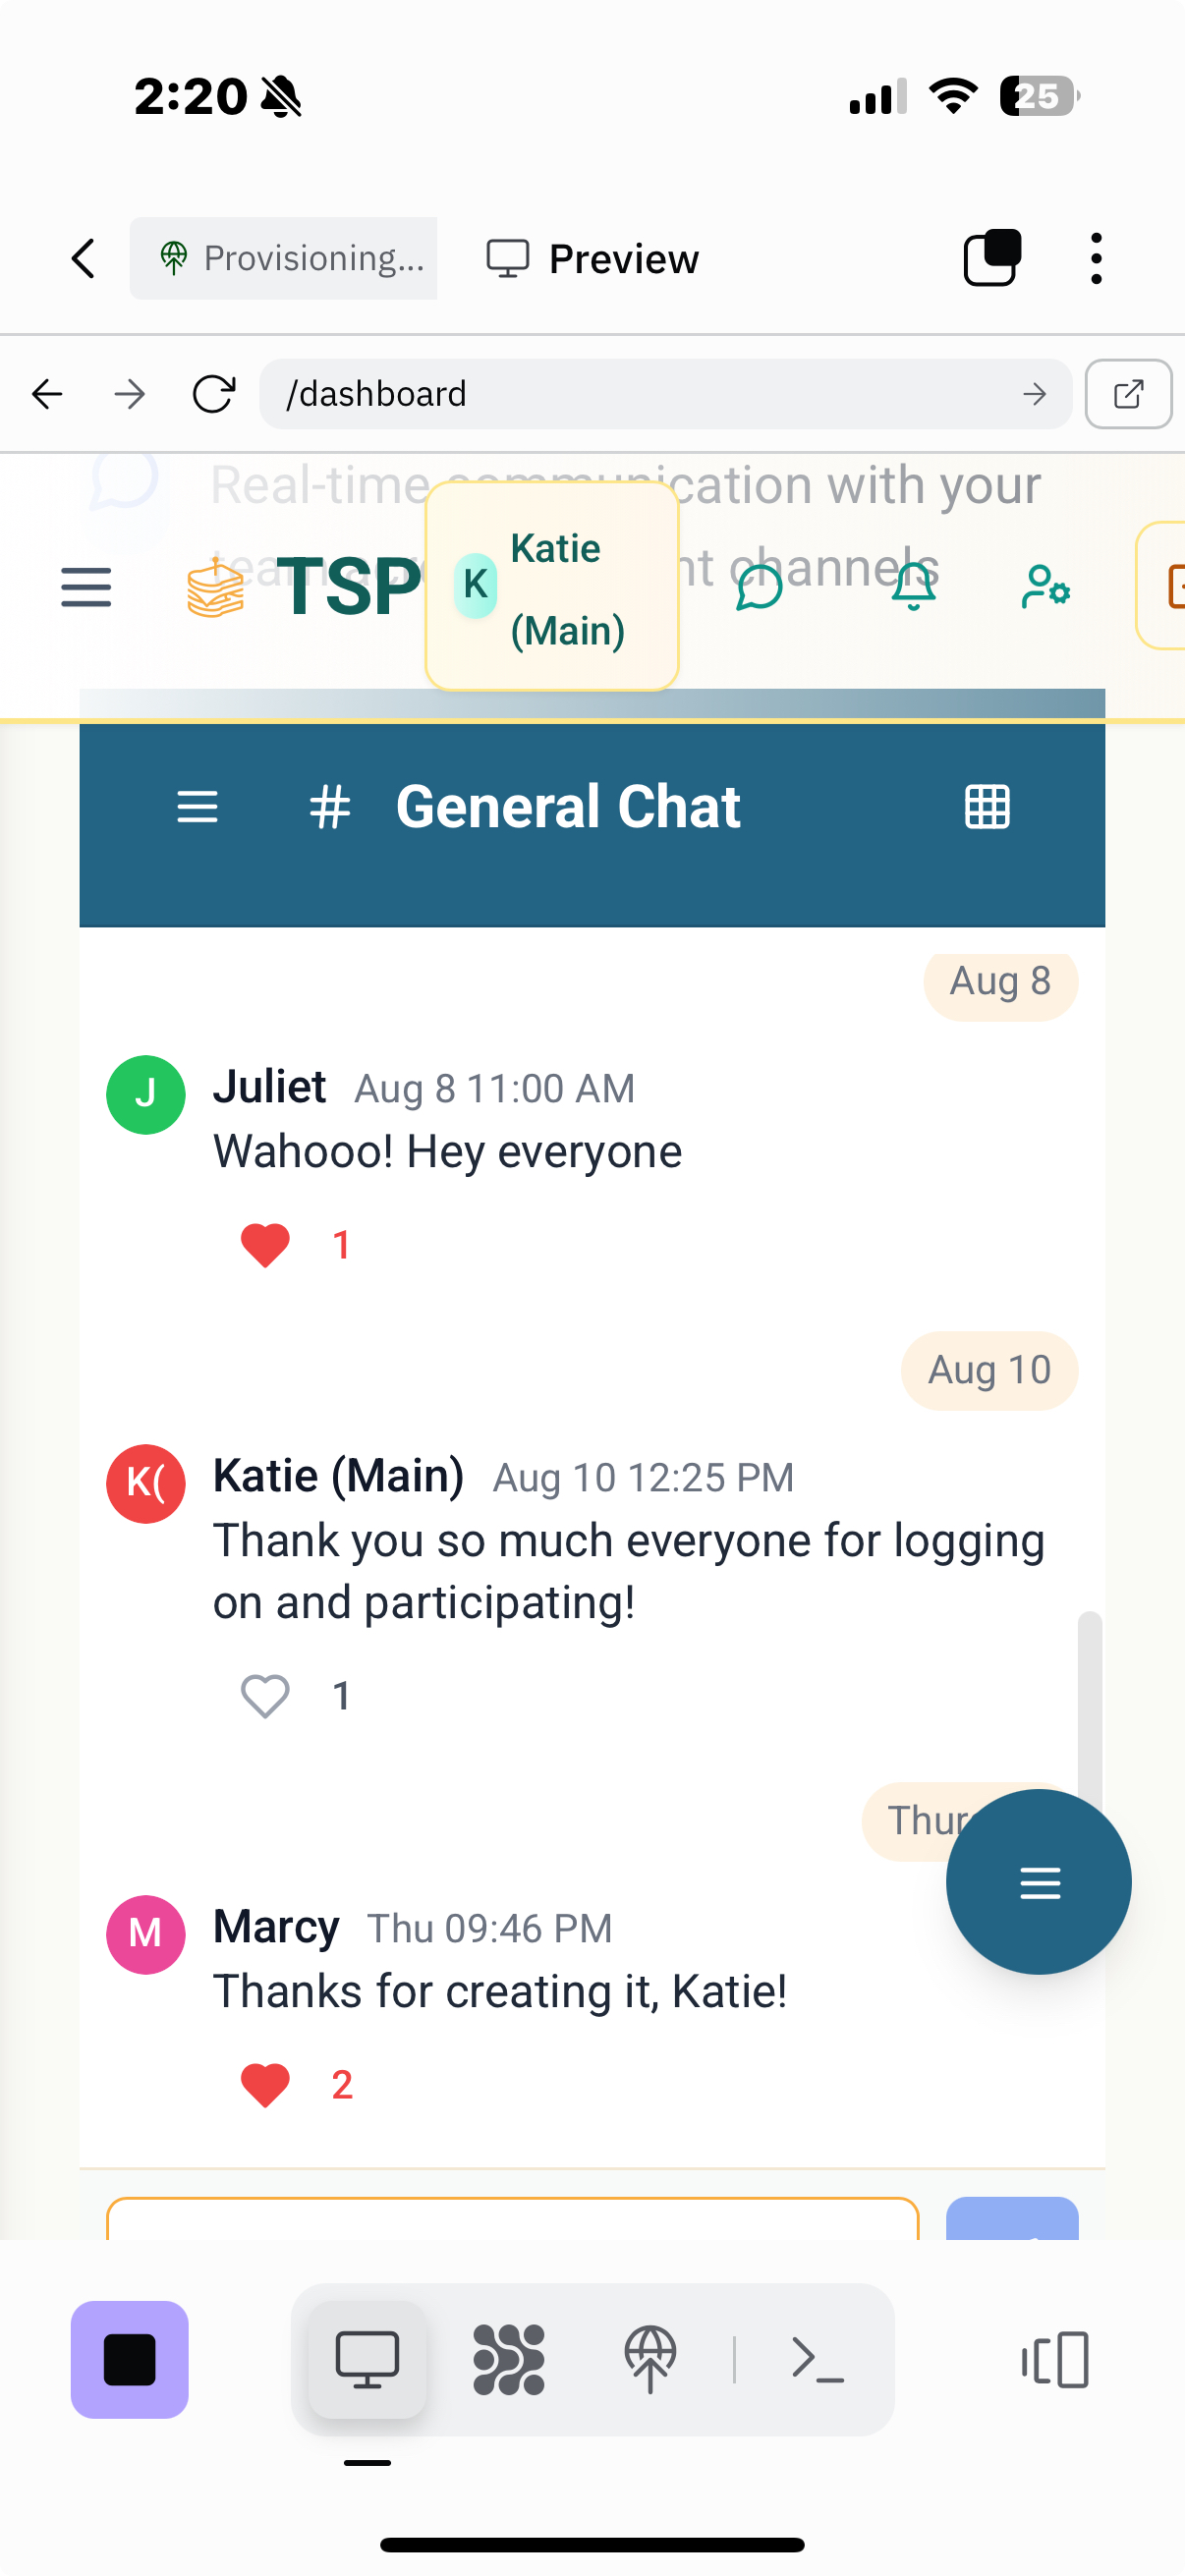 2:20
25
Provisioning...
Preview
/dashboard
Real-time communication with your
channels
TSP
K
Katie
(Main)
# General Chat
Aug 8
J
Juliet Aug 8 11:00 AM
Wahooo! Hey everyone
1
Aug 10
K(
Katie (Main) Aug 10 12:25 PM
Thank you so much everyone for logging
on and participating!
1
M
Marcy Thu 09:46 PM
Thanks for creating it, Katie!
2